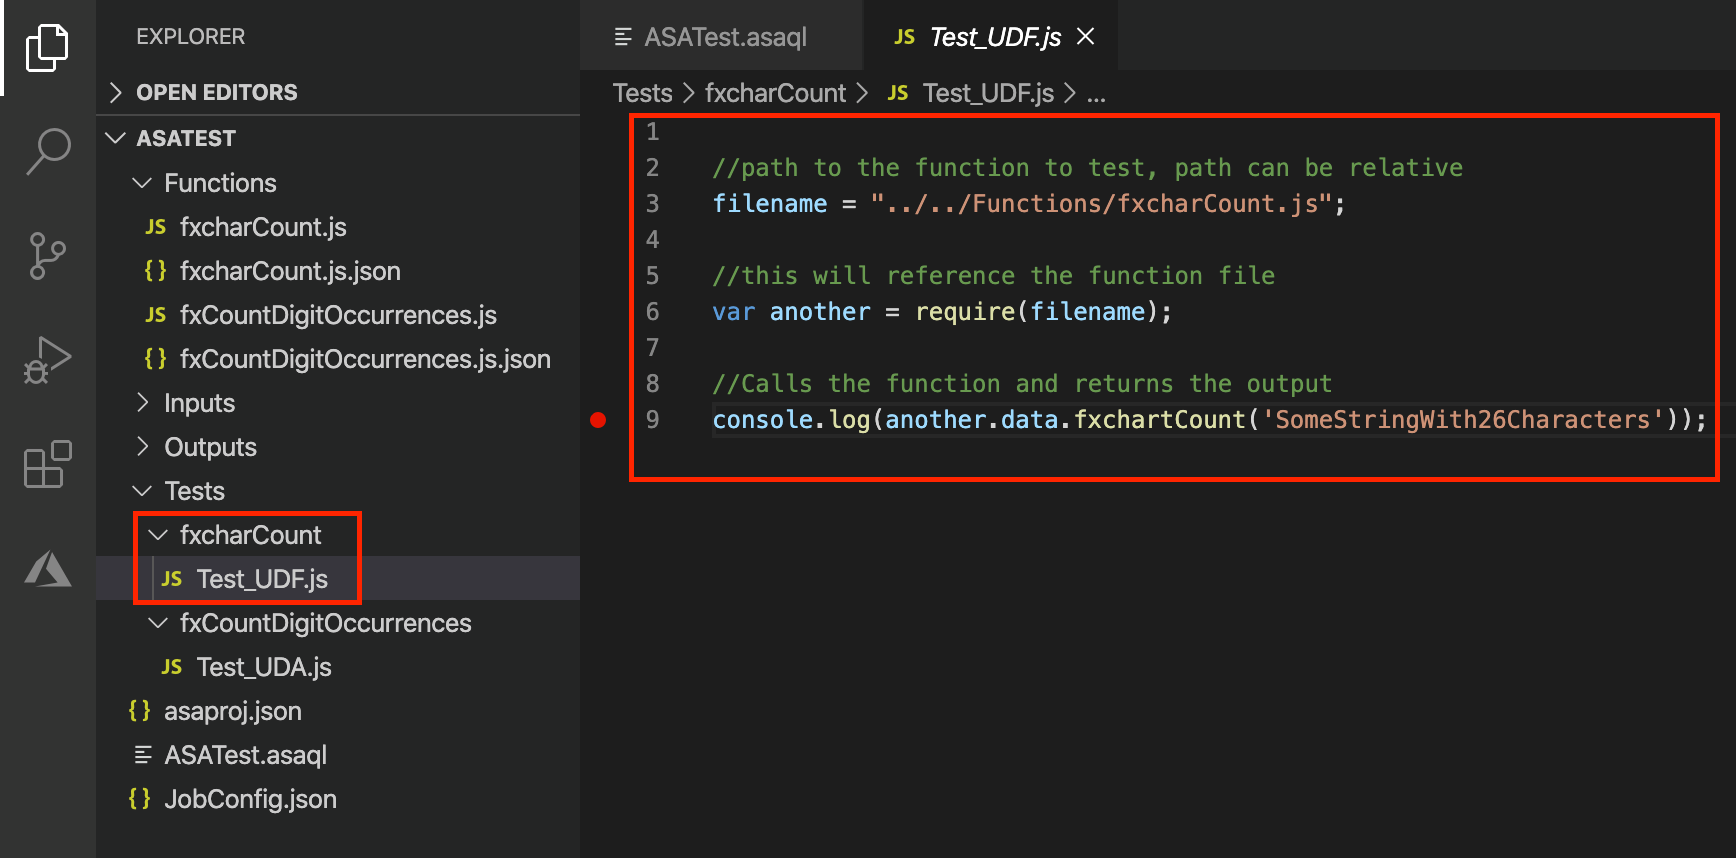 EXPLORER
OPEN EDITORS
ASATEST
Functions
JS fxcharCount.js
{} fxcharCount.js.json
JS fxCountDigitOccurrences.js
{} fxCountDigitOccurrences.js.json
Inputs
Outputs
Tests
fxcharCount
JS Test_UDF.js
fxCountDigitOccurrences
JS Test_UDA.js
{} asaproj.json
ASATest.asaql
{} JobConfig.json
ASATest.asaql
JS Test_UDF.js
Tests > fxcharCount > JS Test_UDF.js > ...
1
2 //path to the function to test, path can be relative
3 filename = "../../Functions/fxcharCount.js";
4
5 //this will reference the function file
6 var another = require(filename);
7
8 //Calls the function and returns the output
9 console.log(another.data.fxchartCount('SomeStringWith26Characters'));